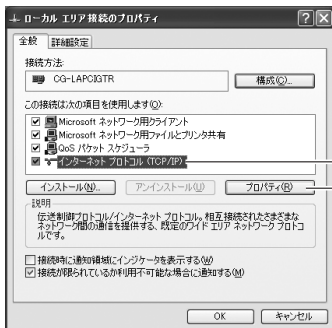 ローカル エリア接続のプロパティ
全般 詳細設定
接続方法:
CG-LAPCIGTR
構成(C)...
この接続は次の項目を使用します(O):
Microsoft ネットワーク用クライアント
Microsoft ネットワーク用ファイルとプリンタ共有
QoS パケット スケジューラ
インターネット プロトコル (TCP/IP)
インストール(N)... アンインストール(U) プロパティ(R)
説明
伝送制御プロトコル/インターネット プロトコル。相互接続されたさまざまな
ネットワーク間の通信を提供する、既定のワイド エリア ネットワーク プロトコ
ルです。
接続時に通知領域にインジケータを表示する(W)
接続が限られているか利用不可能な場合に通知する(M)
OK キャンセル